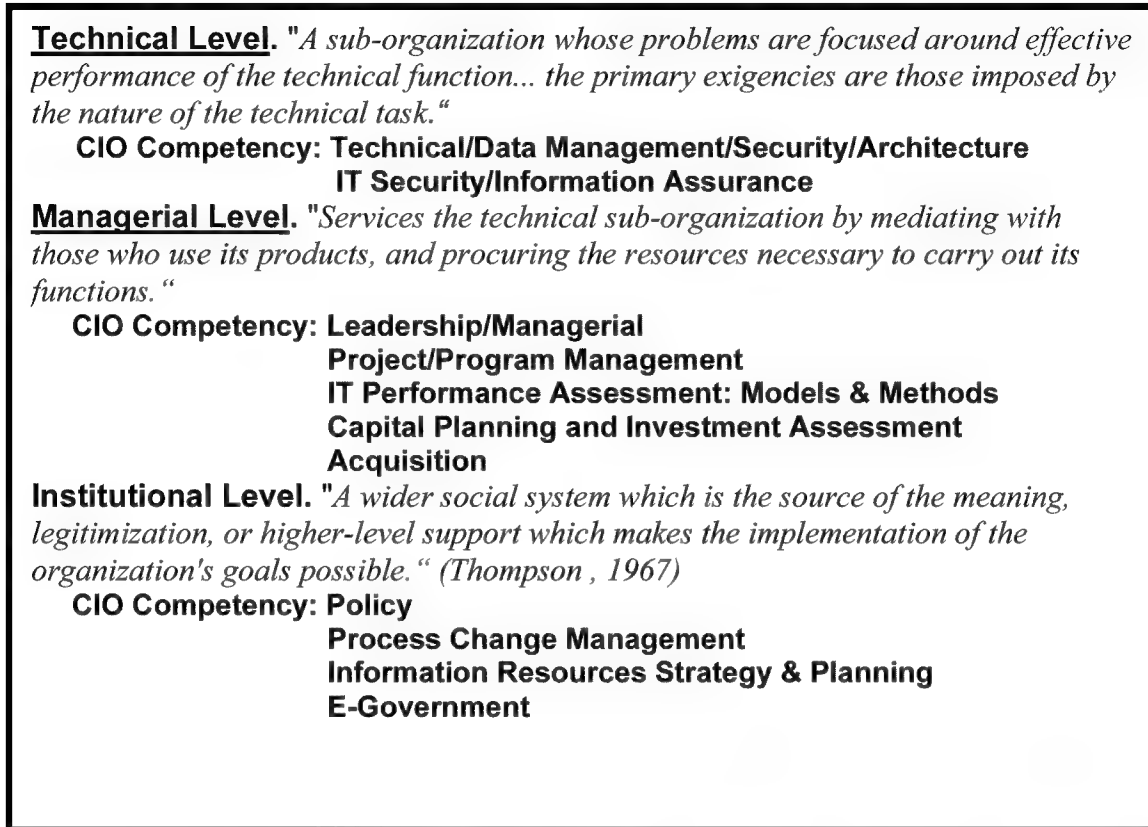 Technical Level. "A sub-organization whose problems are focused around effective
performance of the technical function... the primary exigencies are those imposed by
the nature of the technical task.“
CIO Competency: Technical/Data Management/Security/Architecture
IT Security/Information Assurance
Managerial Level. "Services the technical sub-organization by mediating with
those who use its products, and procuring the resources necessary to carry out its
functions.“
CIO Competency: Leadership/Managerial
Project/Program Management
IT Performance Assessment: Models & Methods
Capital Planning and Investment Assessment
Acquisition
Institutional Level. "A wider social system which is the source of the meaning,
legitimization, or higher-level support which makes the implementation of the
organization's goals possible.“ (Thompson , 1967)
CIO Competency: Policy
Process Change Management
Information Resources Strategy & Planning
E-Government